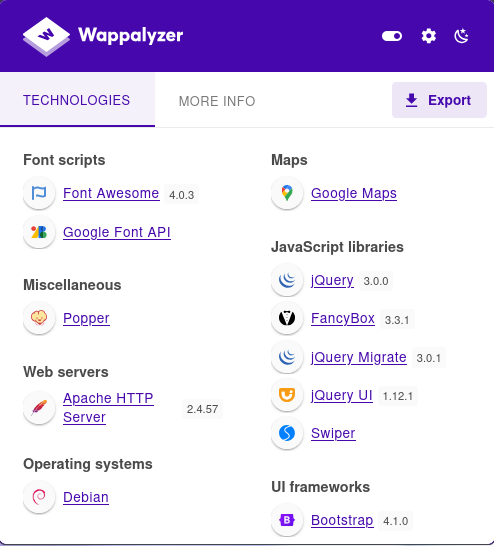 Wappalyzer
TECHNOLOGIES
MORE INFO
Export
Font scripts
Font Awesome 4.0.3
Google Font API
Miscellaneous
Popper
Web servers
Apache HTTP
Server 2.4.57
Operating systems
Debian
Maps
Google Maps
JavaScript libraries
jQuery 3.0.0
FancyBox 3.3.1
jQuery Migrate 3.0.1
jQuery UI 1.12.1
Swiper
UI frameworks
Bootstrap 4.1.0